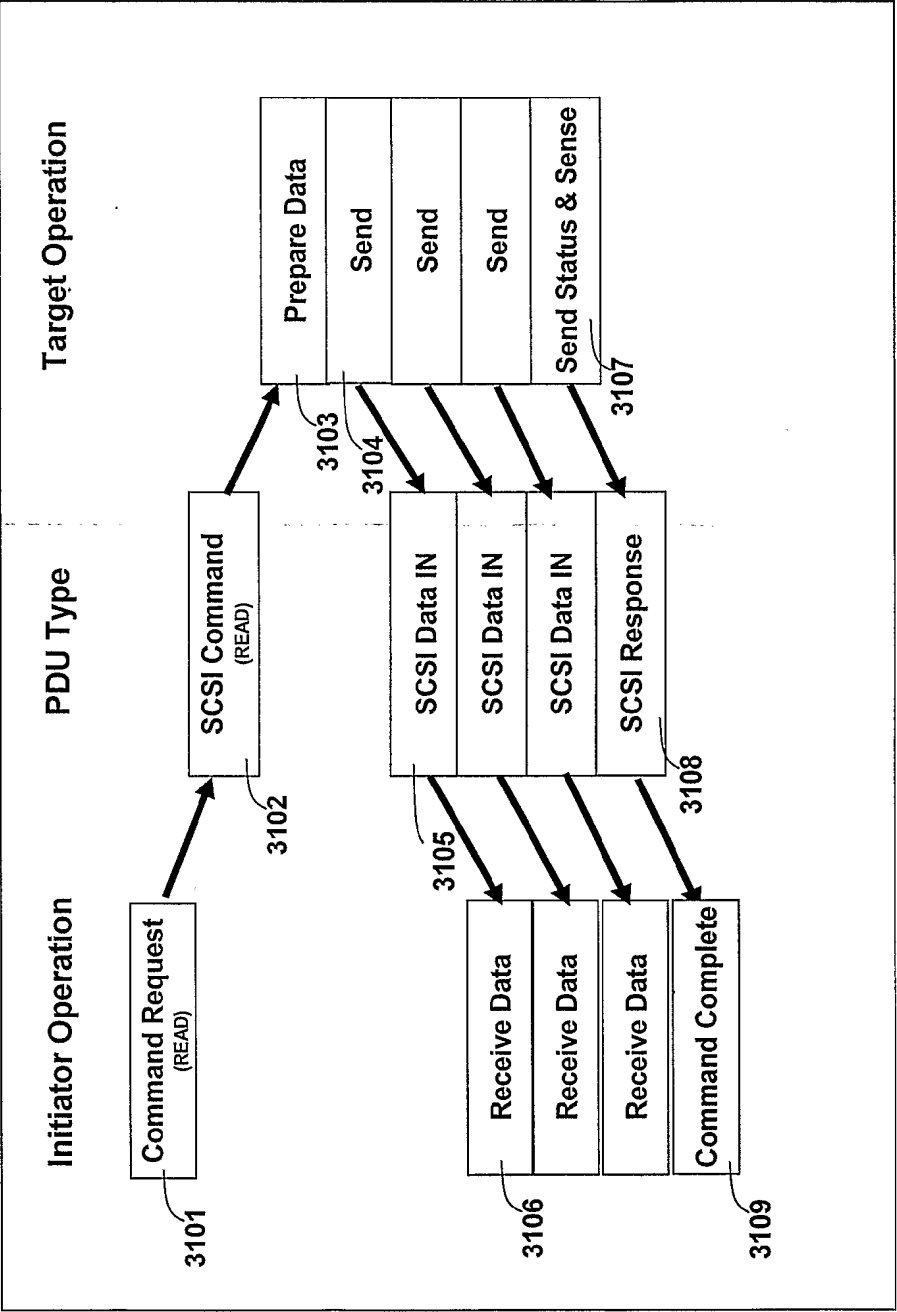 Initiator Operation
PDU Type
Target Operation
Command Request
(READ)
3101
SCSI Command
(READ)
3102
Prepare Data
3103
Send
3104
Send
Send
Send Status & Sense
3107
SCSI Data IN
3105
SCSI Data IN
SCSI Data IN
SCSI Response
3108
Receive Data
3106
Receive Data
Receive Data
Command Complete
3109